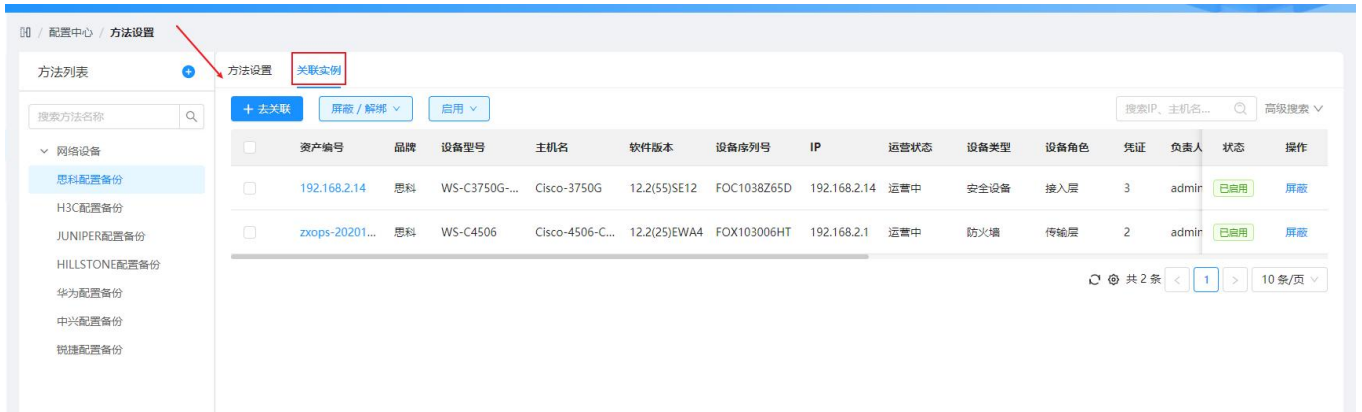 / 配置中心 / 方法设置
方法列表
搜索方法名称
网络设备
思科配置备份
H3C配置备份
JUNIPER配置备份
HILLSTONE配置备份
华为配置备份
中兴配置备份
锐捷配置备份
方法设置 关联实例
+ 去关联 屏蔽 / 解绑 启用 搜索IP、主机名... 高级搜索
资产编号 品牌 设备型号 主机名 软件版本 设备序列号 IP 运营状态 设备类型 设备角色 凭证 负责人 状态 操作
192.168.2.14 思科 WS-C3750G-... Cisco-3750G 12.2(55)SE12 FOC1038Z65D 192.168.2.14 运营中 安全设备 接入层 3 admin 已启用 屏蔽
zxops-20201... 思科 WS-C4506 Cisco-4506-C... 12.2(25)EWA4 FOX103006HT 192.168.2.1 运营中 防火墙 传输层 2 admin 已启用 屏蔽
共 2 条 < 1 > 10 条/页